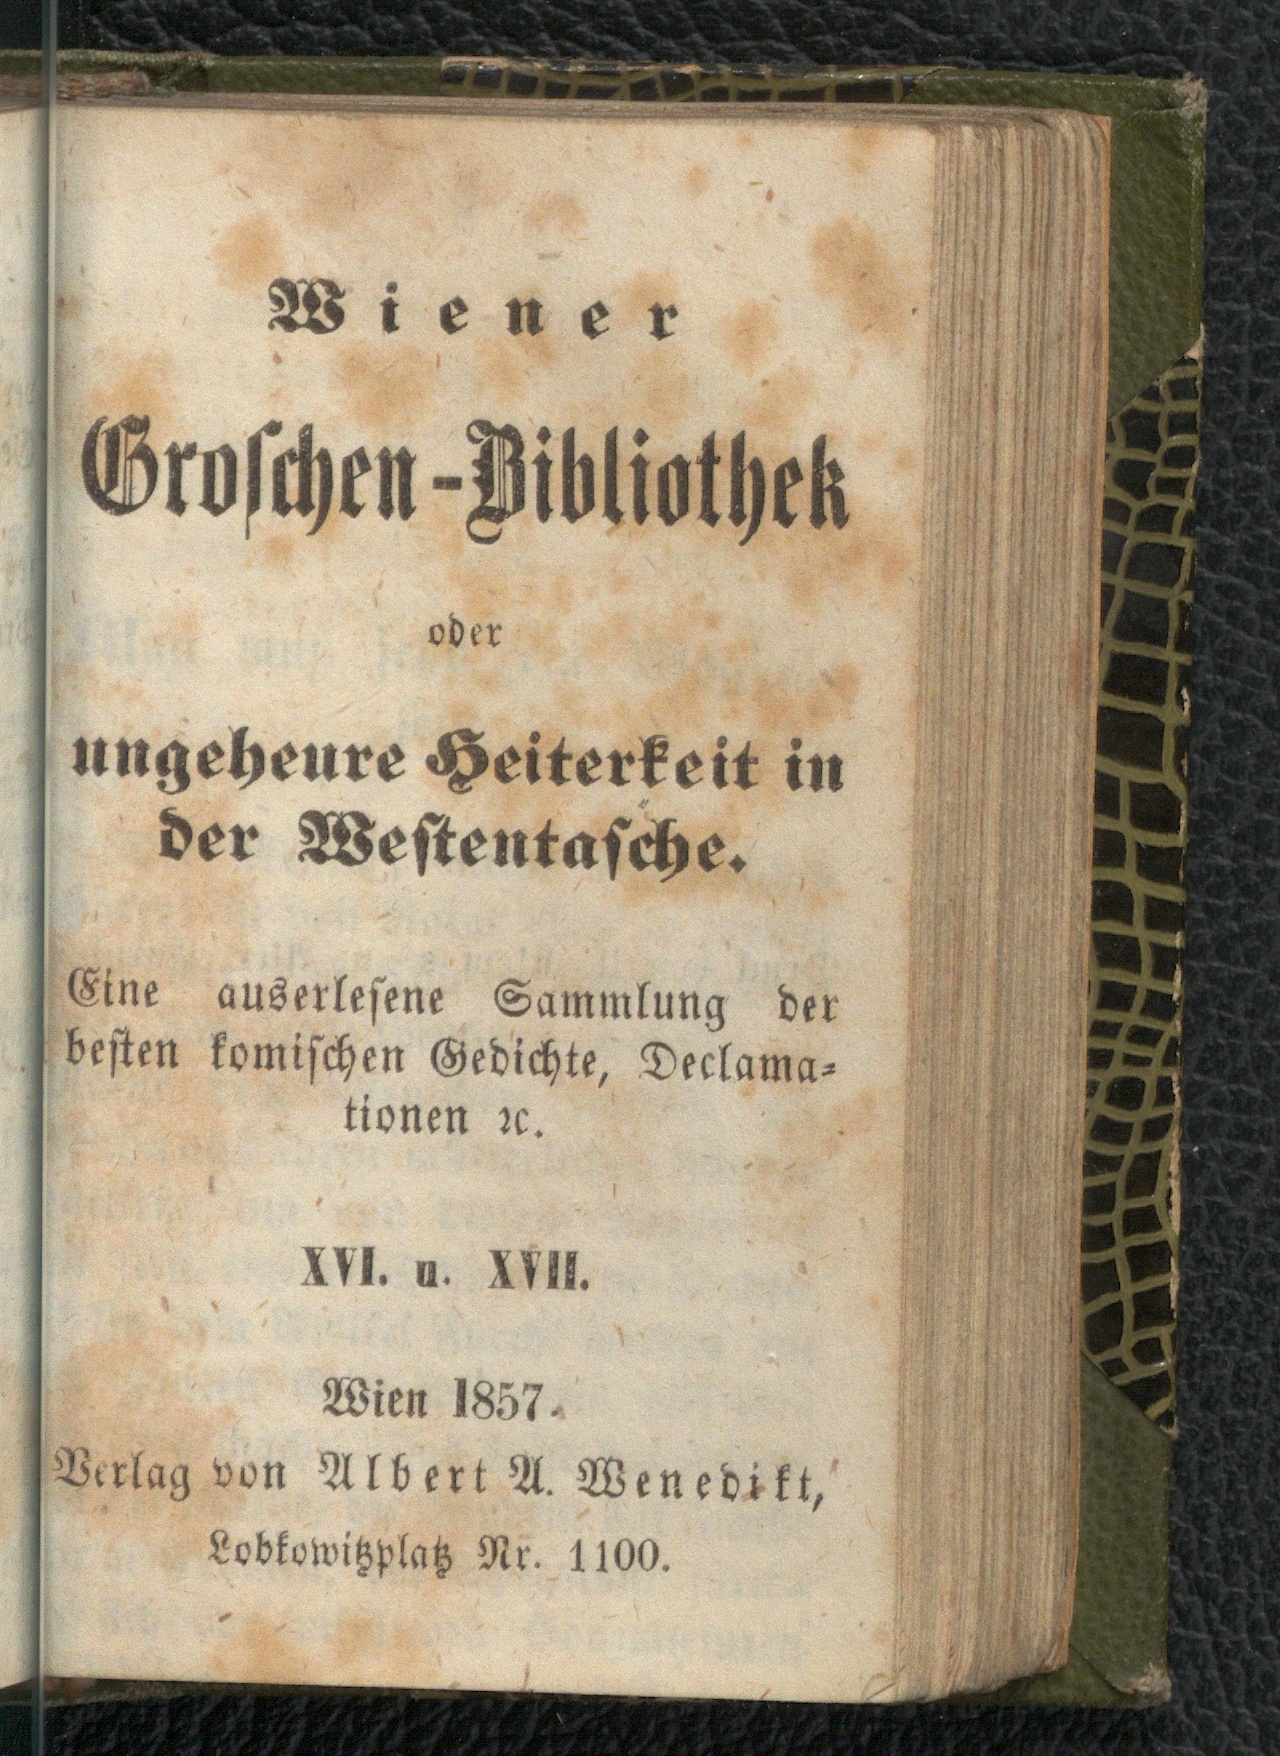 Wiener
Groschen-Bibliothek
oder
ungeheure Heiterkeit in
der Westentasche.
Eine auserlesene Sammlung der
besten komischen Gedichte, Declama-
tionen ꝛc.
XVI. u. XVII.
Wien 1857.
Verlag von Albert A. Wenedikt,
Lobkowitzplatz Nr. 1100.